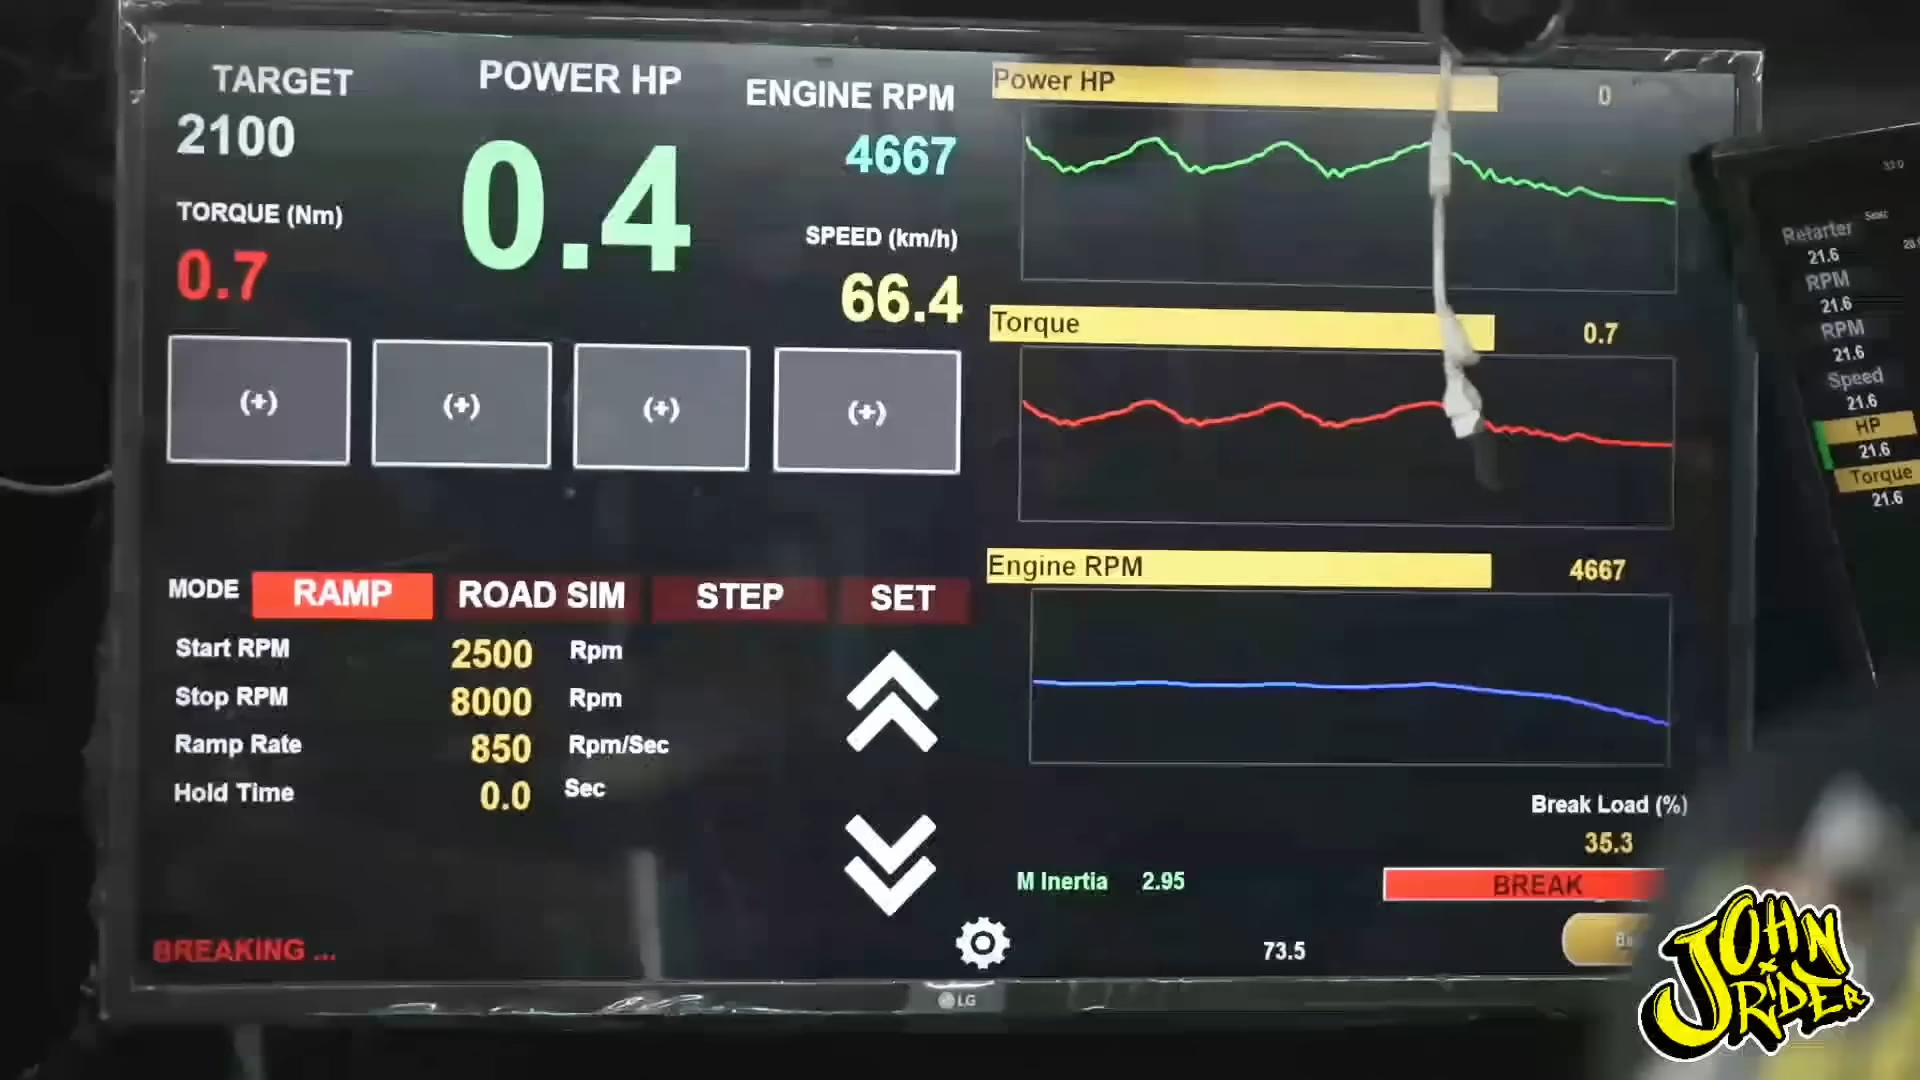 TARGET
2100
POWER HP
0.4
ENGINE RPM
4667
TORQUE (Nm)
0.7
SPEED (km/h)
66.4
(+) (+) (+) (+)
MODE RAMP ROAD SIM STEP SET
Start RPM 2500 Rpm
Stop RPM 8000 Rpm
Ramp Rate 850 Rpm/Sec
Hold Time 0.0 Sec
BREAKING ...
Power HP 0
Torque 0.7
Engine RPM 4667
Break Load (%)
35.3
M Inertia 2.95
BREAK
73.5
LG
Retarter
21.6
RPM
21.6
RPM
21.6
Speed
21.6
HP
21.6
Torque
21.6
JOHN
RIDER